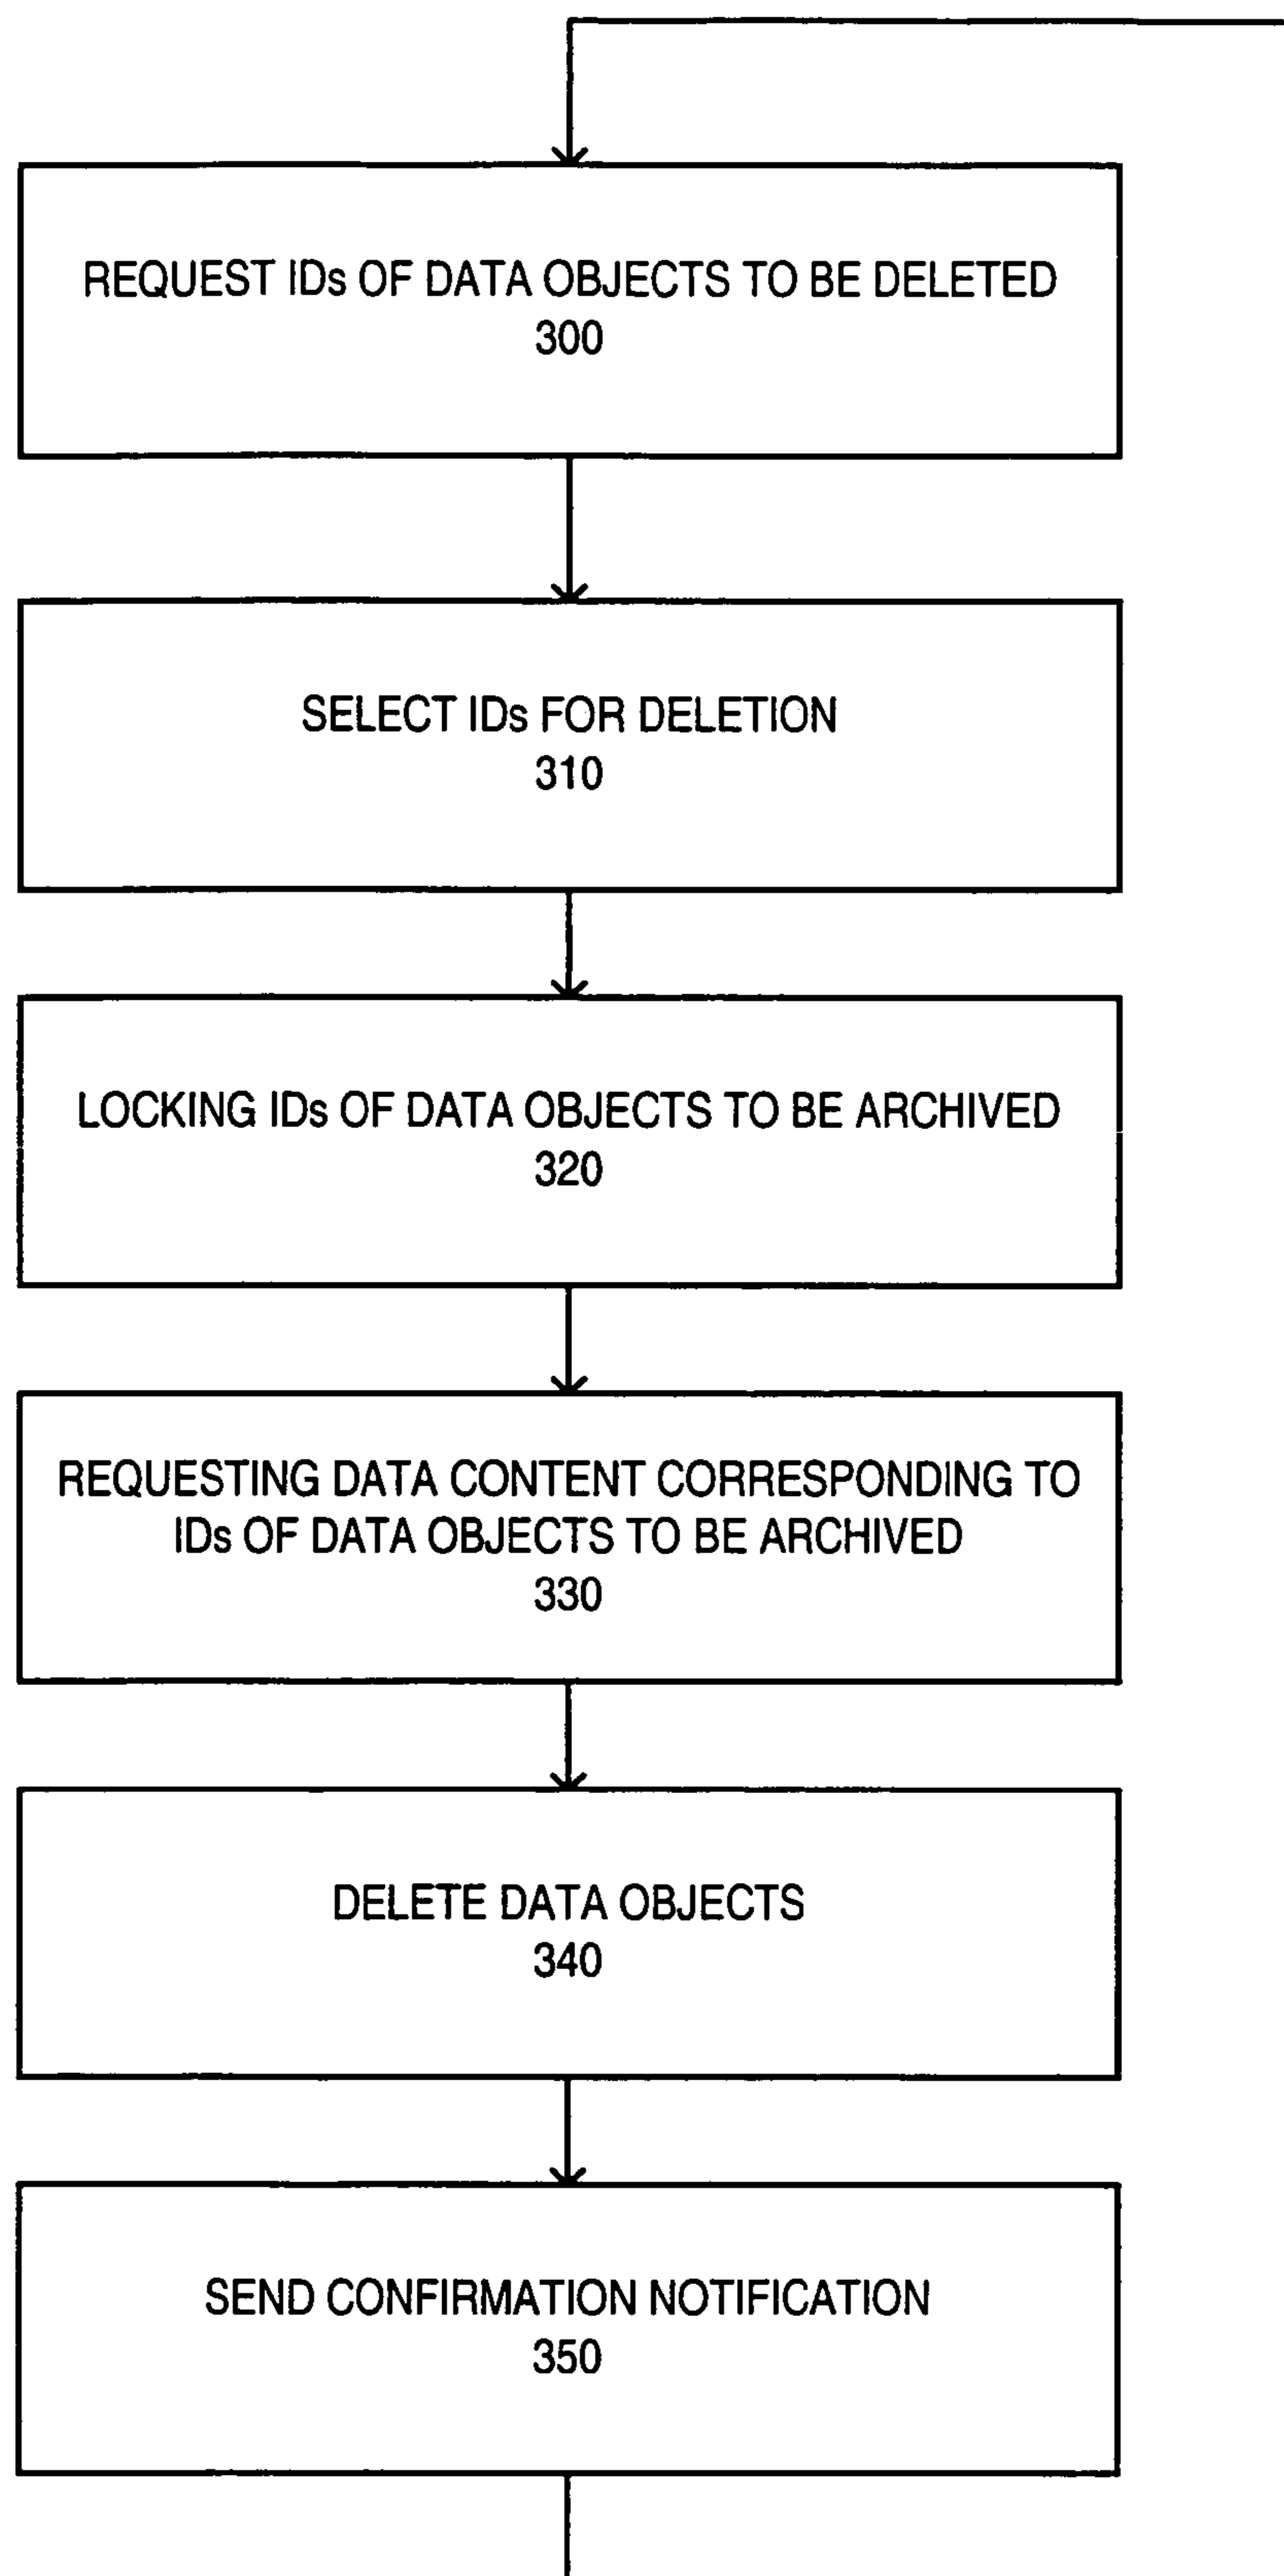 REQUEST IDs OF DATA OBJECTS TO BE DELETED
300
SELECT IDs FOR DELETION
310
LOCKING IDs OF DATA OBJECTS TO BE ARCHIVED
320
REQUESTING DATA CONTENT CORRESPONDING TO
IDs OF DATA OBJECTS TO BE ARCHIVED
330
DELETE DATA OBJECTS
340
SEND CONFIRMATION NOTIFICATION
350